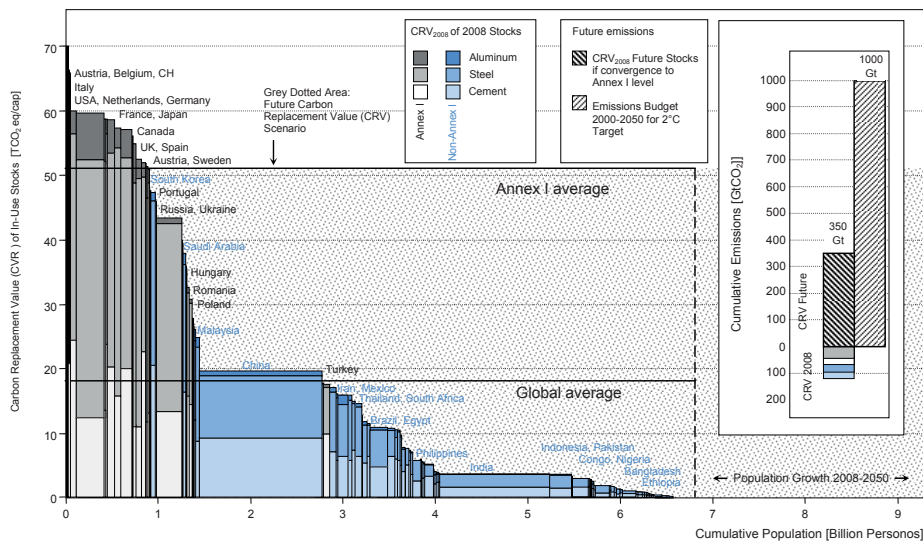 Carbon Replacement Value (CVR) of In-Use Stocks [TCO₂ eq/cap]
70
60
50
40
30
20
10
0
0
1
2
3
4
5
6
7
8
9
Cumulative Population [Billion Personos]
Austria, Belgium, CH
Italy
USA, Netherlands, Germany
France, Japan
Canada
UK, Spain
Austria, Sweden
South Korea
Portugal
Russia, Ukraine
Saudi Arabia
Hungary
Romania
Poland
Malaysia
China
Turkey
Iran, Mexico
Thailand, South Africa
Brazil, Egypt
Philippines
India
Indonesia, Pakistan
Congo, Nigeria
Bangladesh
Ethiopia
Grey Dotted Area:
Future Carbon
Replacement Value (CRV)
Scenario
Annex I average
Global average
Population Growth 2008-2050
CRV₂₀₀₈ of 2008 Stocks
Aluminum
Steel
Cement
Annex I
Non-Annex I
Future emissions
CRV₂₀₀₈ Future Stocks
if convergence to
Annex I level
Emissions Budget
2000-2050 for 2°C
Target
Cumulative Emissions [GtCO₂]]
1000
900
800
700
600
500
400
300
200
100
0
100
200
1000
Gt
350
Gt
CRV Future
CRV 2008